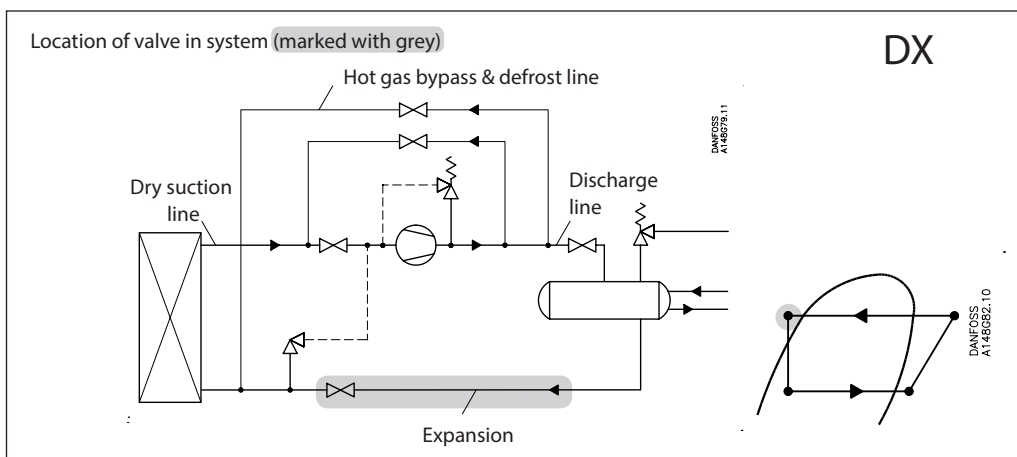 Location of valve in system (marked with grey)
DX
Hot gas bypass & defrost line
DANFOSS
A148G79.11
Dry suction
line
Discharge
line
DANFOSS
A148G82.10
:
Expansion